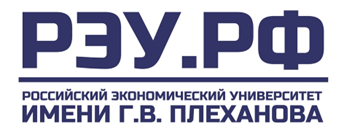 РЭУ.РФ
РОССИЙСКИЙ ЭКОНОМИЧЕСКИЙ УНИВЕРСИТЕТ
ИМЕНИ Г.В. ПЛЕХАНОВА